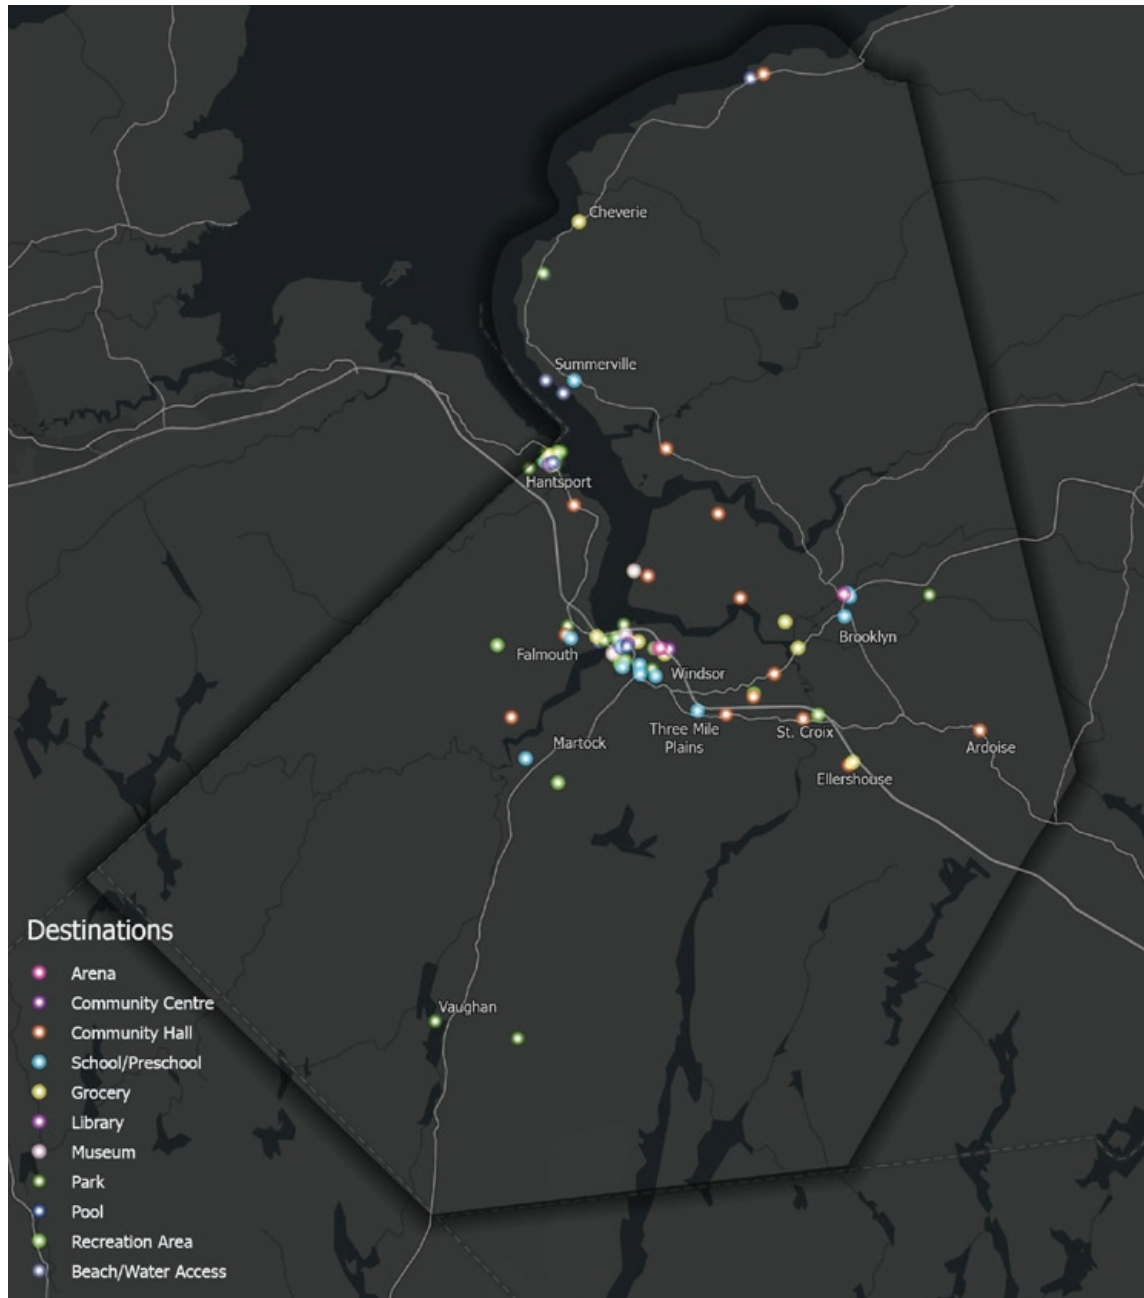 Cheverie
Summerville
Hantsport
Brooklyn
Falmouth
Windsor
Three Mile
Plains
St. Croix
Martock
Ardoise
Ellershouse
Vaughan
Destinations
Arena
Community Centre
Community Hall
School/Preschool
Grocery
Library
Museum
Park
Pool
Recreation Area
Beach/Water Access